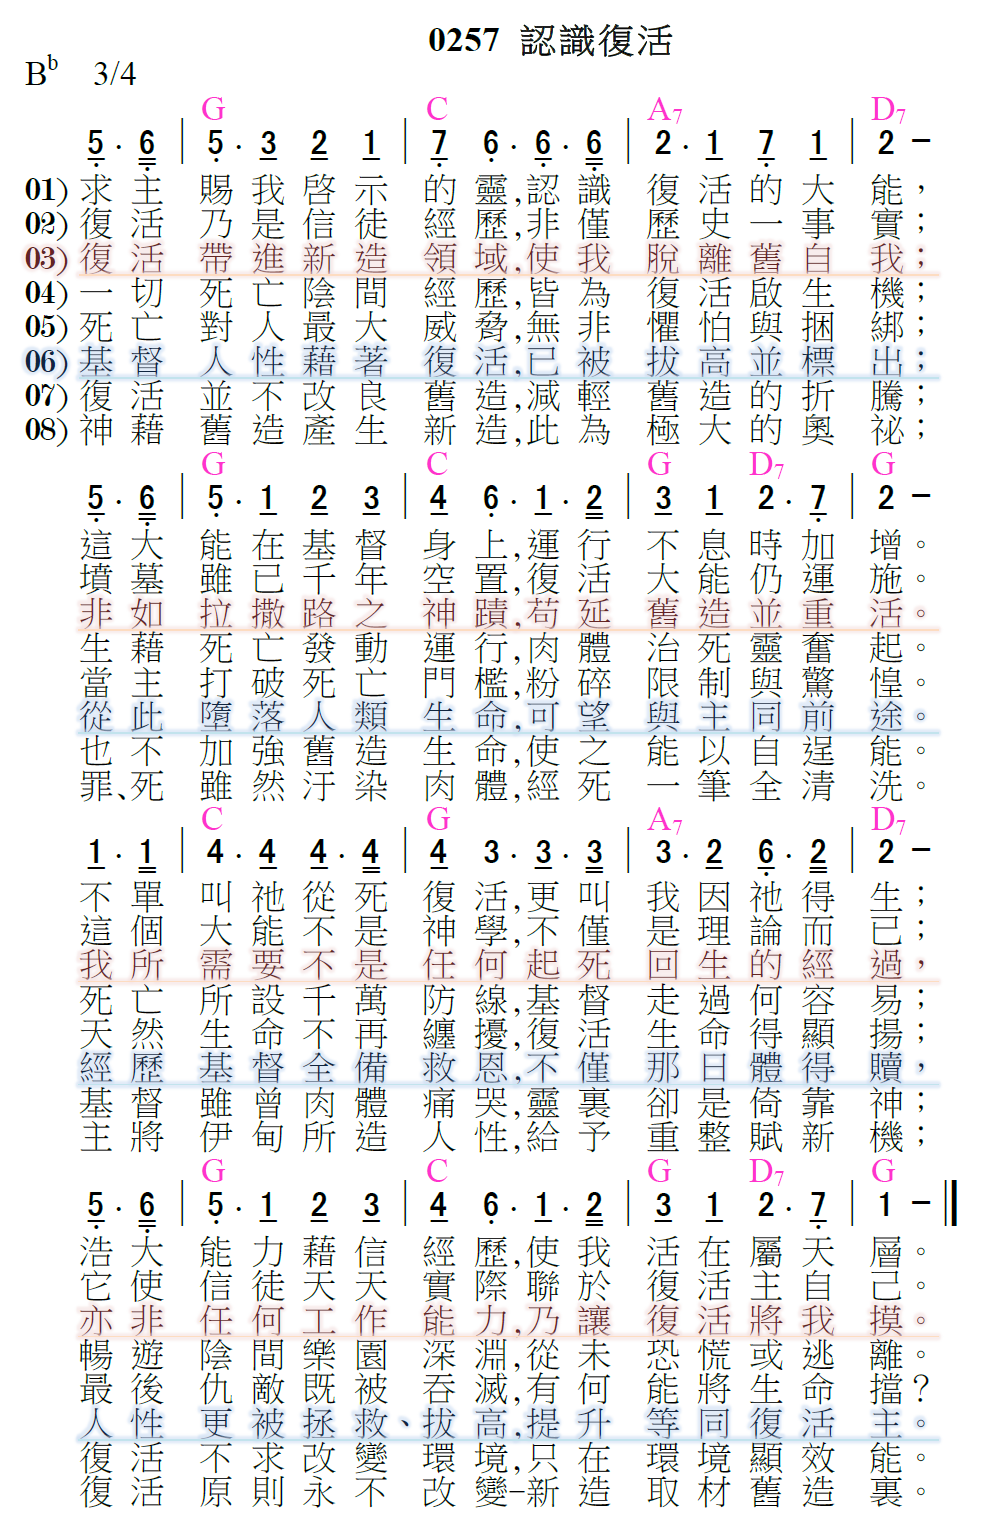 0257 認識復活
B♭ 3/4
G C A7 D7
5 . 6 | 5 . 3 2 1 | 7 6 . 6 . 6 | 2 . 1 7 1 | 2 –
01) 求主 賜我啓示 的靈,認識 復活的大 能，
02) 復活 乃是信徒 經歷,非僅 歷史一事 實；
03) 復活 帶進新造 領域,使我 脫離舊自 我；
04) 一切 死亡陰間 經歷,皆為 復活啟生 機；
05) 死亡 對人最大 威脅,無非 懼怕與捆 綁；
06) 基督 人性藉著 復活,已被 拔高並標 出；
07) 復活 並不改良 舊造,減輕 舊造的折 騰；
08) 神藉 舊造產生 新造,此為 極大的奧 祕；
G C G D7 G
5 . 6 | 5 . 1 2 3 | 4 6 . 1 . 2 | 3 1 2 . 7 | 2 –
這大 能在基督 身上,運行 不息時加 增。
墳墓 雖已千年 空置,復活 大能仍運 施。
非如 拉撒路之 神蹟,苟延 舊造並重 活。
生藉 死亡發動 運行,肉體 治死靈奮 起。
當主 打破死亡 門檻,粉碎 限制與驚 惶。
從此 墮落人類 生命,可望 與主同前 途。
也不 加強舊造 生命,使之 能以自逞 能。
罪、死 雖然汙染 肉體,經死 一筆全清 洗。
C G A7 D7
1 . 1 | 4 . 4 4 . 4 | 4 3 . 3 . 3 | 3 . 2 6 . 2 | 2 –
不單 叫祂從死 復活,更叫 我因祂得 生；
這個 大能不是 神學,不僅 是理論而 已；
我所 需要不是 任何起死 回生的經 過，
死亡 所設千萬 防線,基督 走過何容 易；
天然 生命不再 纏擾,復活 生命得顯 揚；
經歷 基督全備 救恩,不僅 那日體得 贖，
基督 雖曾肉體 痛哭,靈裏 卻是倚靠 神；
主將 伊甸所造 人性,給予 重整賦新 機；
G C G D7 G
5 . 6 | 5 . 1 2 3 | 4 6 . 1 . 2 | 3 1 2 . 7 | 1 –
浩大 能力藉信 經歷,使我 活在屬天 層。
它使 信徒天天 實際聯於 復活主自 己。
亦非 任何工作 能力,乃讓 復活將我 摸。
暢遊 陰間樂園 深淵,從未 恐慌或逃 離。
最後 仇敵既被 吞滅,有何 能將生命 擋？
人性 更被拯救、拔高,提升 等同復活 主。
復活 不求改變 環境,只在 環境顯效 能。
復活 原則永不 改變–新造 取材舊造 裏。